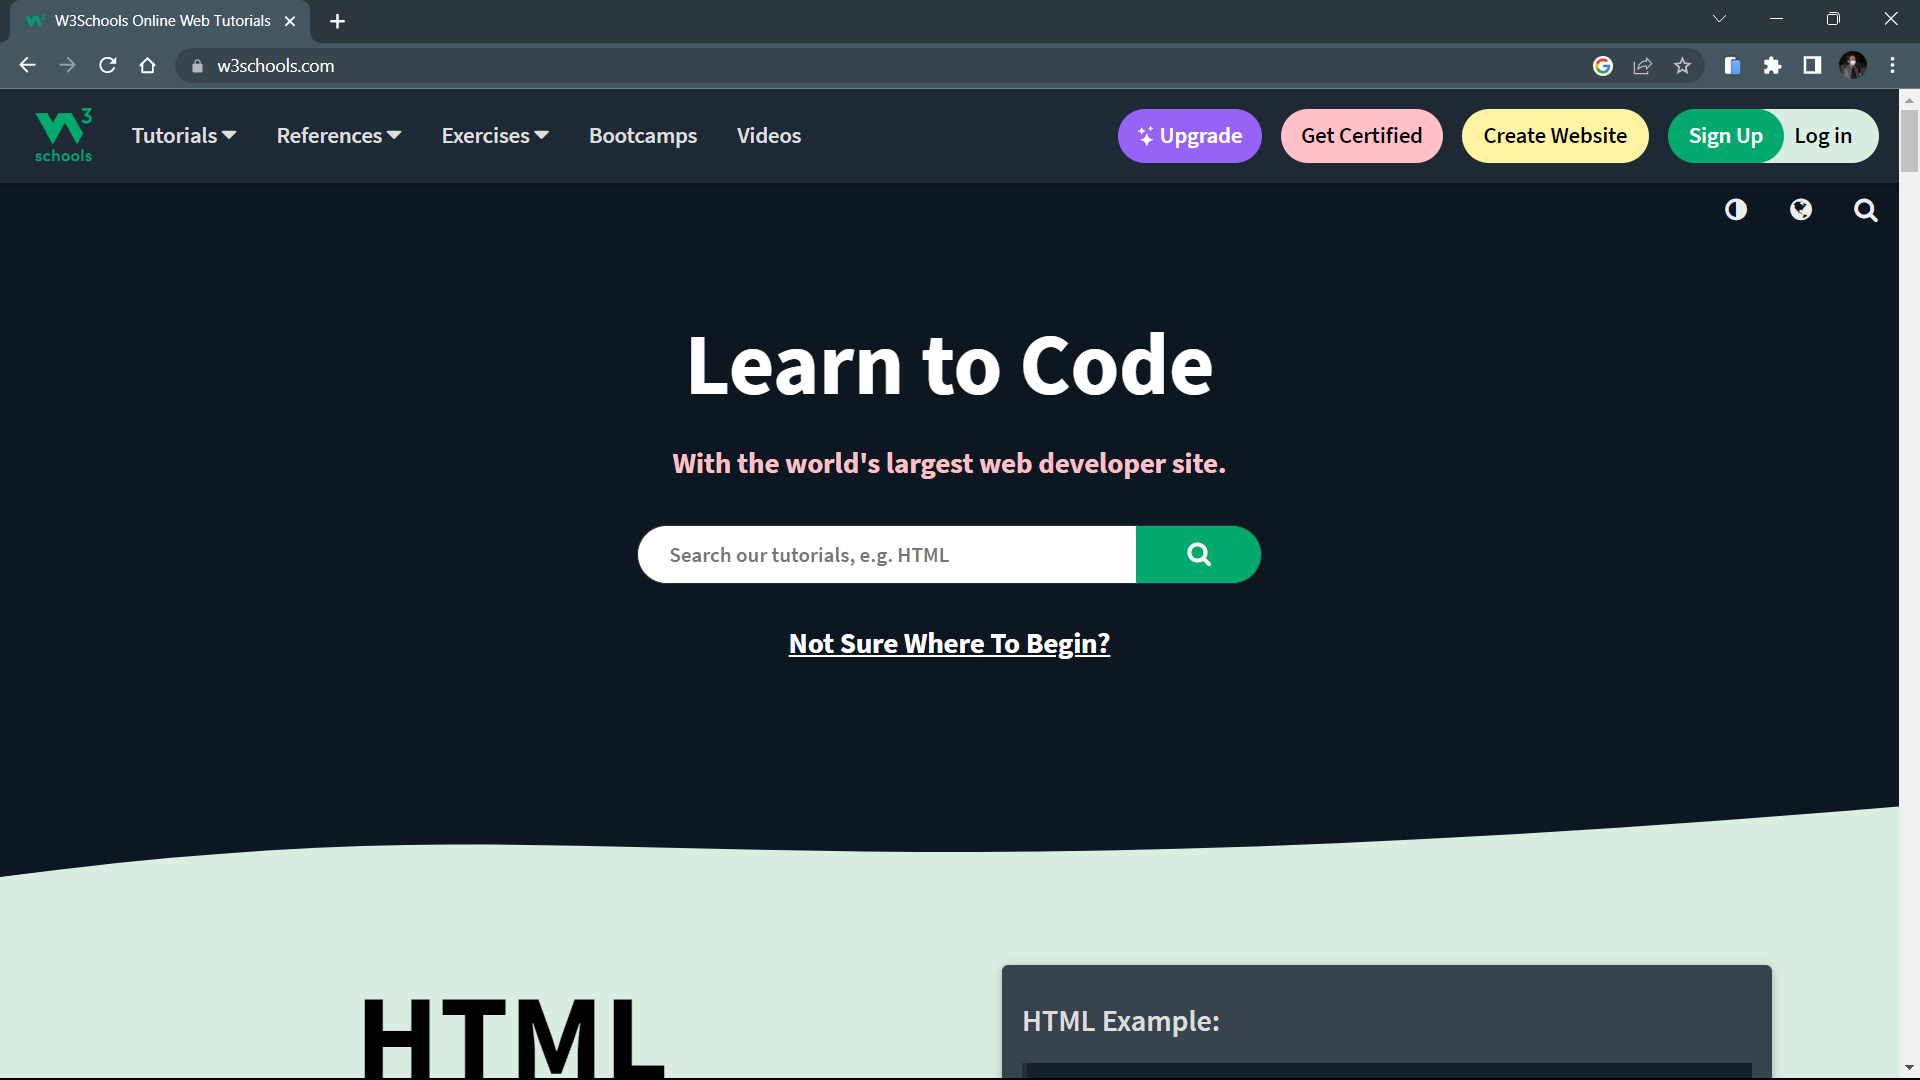 W3Schools Online Web Tutorials
w3schools.com
W3 schools
Tutorials
References
Exercises
Bootcamps
Videos
Upgrade
Get Certified
Create Website
Sign Up
Log in
Learn to Code
With the world's largest web developer site.
Search our tutorials, e.g. HTML
Not Sure Where To Begin?
HTML
HTML Example: